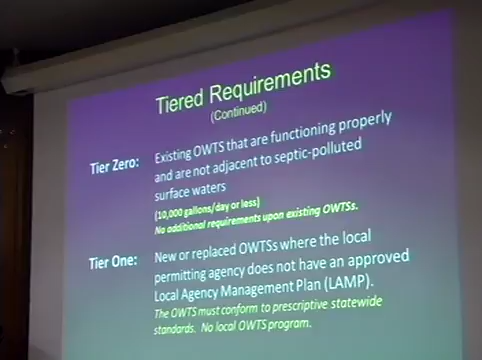 Tiered Requirements
(Continued)
Tier Zero: Existing OWTS that are functioning properly
and are not adjacent to septic-polluted
surface waters
(10,000 gallons/day or less)
No additional requirements upon existing OWTSs.
Tier One: New or replaced OWTSs where the local
permitting agency does not have an approved
Local Agency Management Plan (LAMP).
The OWTS must conform to prescriptive statewide
standards. No local OWTS program.